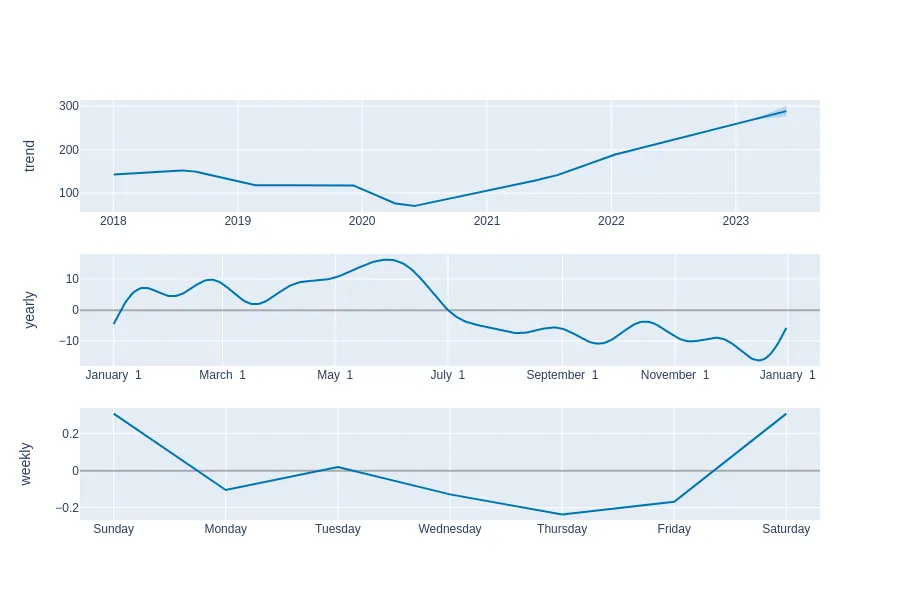 trend
300
200
100
2018 2019 2020 2021 2022 2023
yearly
10
0
−10
January 1 March 1 May 1 July 1 September 1 November 1 January 1
weekly
0.2
0
−0.2
Sunday Monday Tuesday Wednesday Thursday Friday Saturday